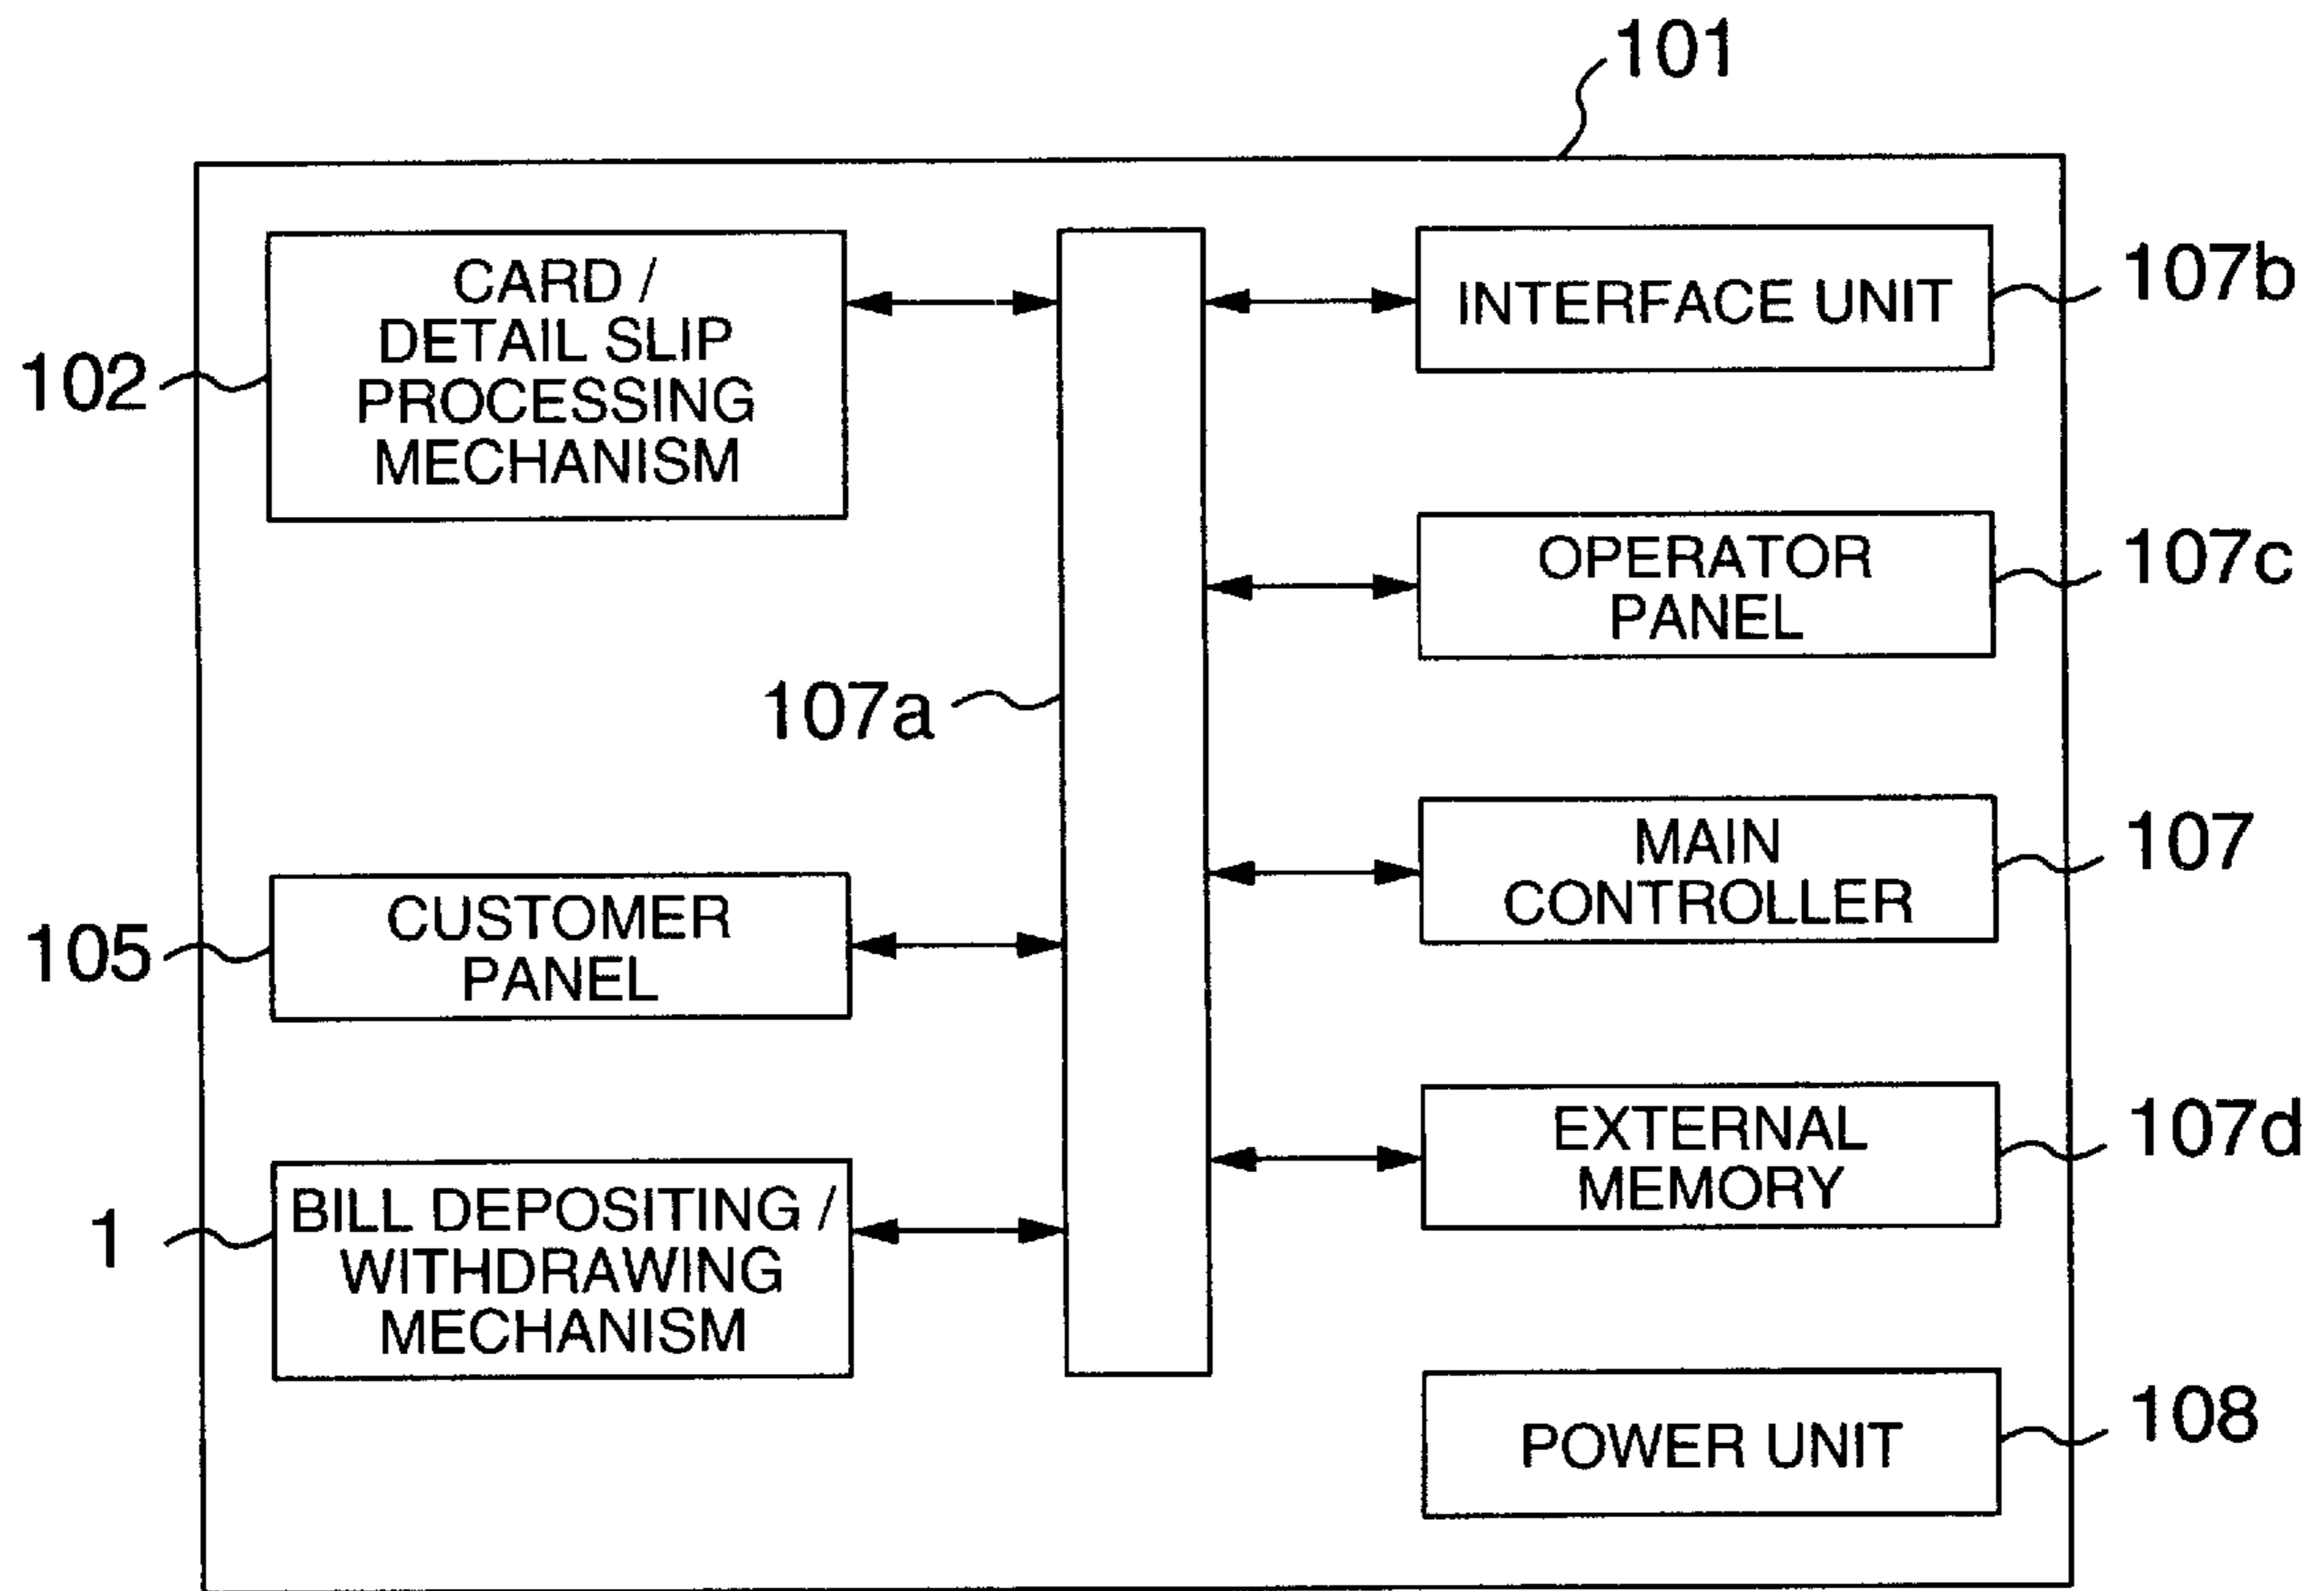 101
CARD /
DETAIL SLIP
PROCESSING
MECHANISM
102
INTERFACE UNIT
107b
OPERATOR
PANEL
107c
107a
MAIN
CONTROLLER
107
CUSTOMER
PANEL
105
EXTERNAL
MEMORY
107d
BILL DEPOSITING /
WITHDRAWING
MECHANISM
1
POWER UNIT
108